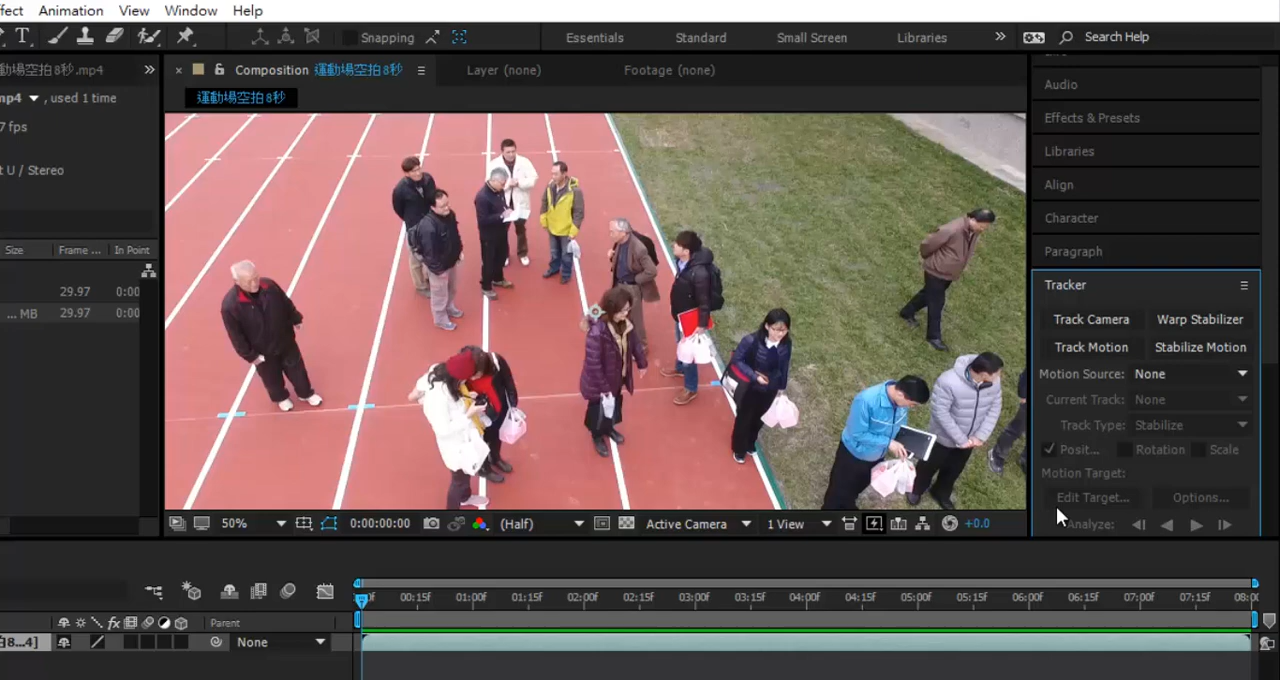 ffect Animation View Window Help
T Snapping Essentials Standard Small Screen Libraries » Search Help
動場空拍8秒.mp4 » × Composition 運動場空拍8秒 Layer (none) Footage (none)
mp4 , used 1 time 運動場空拍8秒
7 fps
t U / Stereo
Size Frame ... In Point
29.97 0:00
... MB 29.97 0:00
Audio
Effects & Presets
Libraries
Align
Character
Paragraph
Tracker
Track Camera Warp Stabilizer
Track Motion Stabilize Motion
Motion Source: None
Current Track: None
Track Type: Stabilize
Posit... Rotation Scale
Motion Target:
Edit Target... Options...
Analyze:
50% 0:00:00:00 (Half) Active Camera 1 View +0.0
00:15f 01:00f 01:15f 02:00f 02:15f 03:00f 03:15f 04:00f 04:15f 05:00f 05:15f 06:00f 06:15f 07:00f 07:15f 08:00
fx Parent
白8...4] None